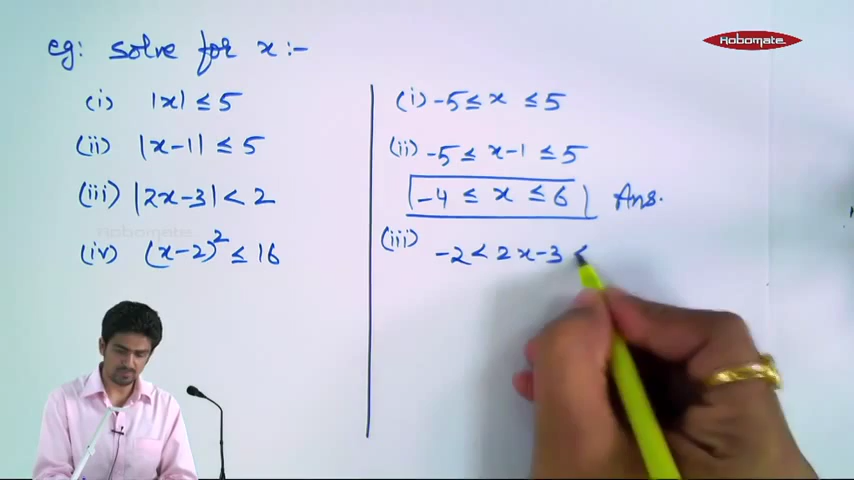 Robomate
eg: solve for x :-
(i) |x| ≤ 5
(ii) |x-1| ≤ 5
(iii) |2x-3| < 2
Robomate
(iv) (x-2)² ≤ 16
(i) -5 ≤ x ≤ 5
(ii) -5 ≤ x-1 ≤ 5
-4 ≤ x ≤ 6 Ans.
(iii) -2 < 2x-3 <